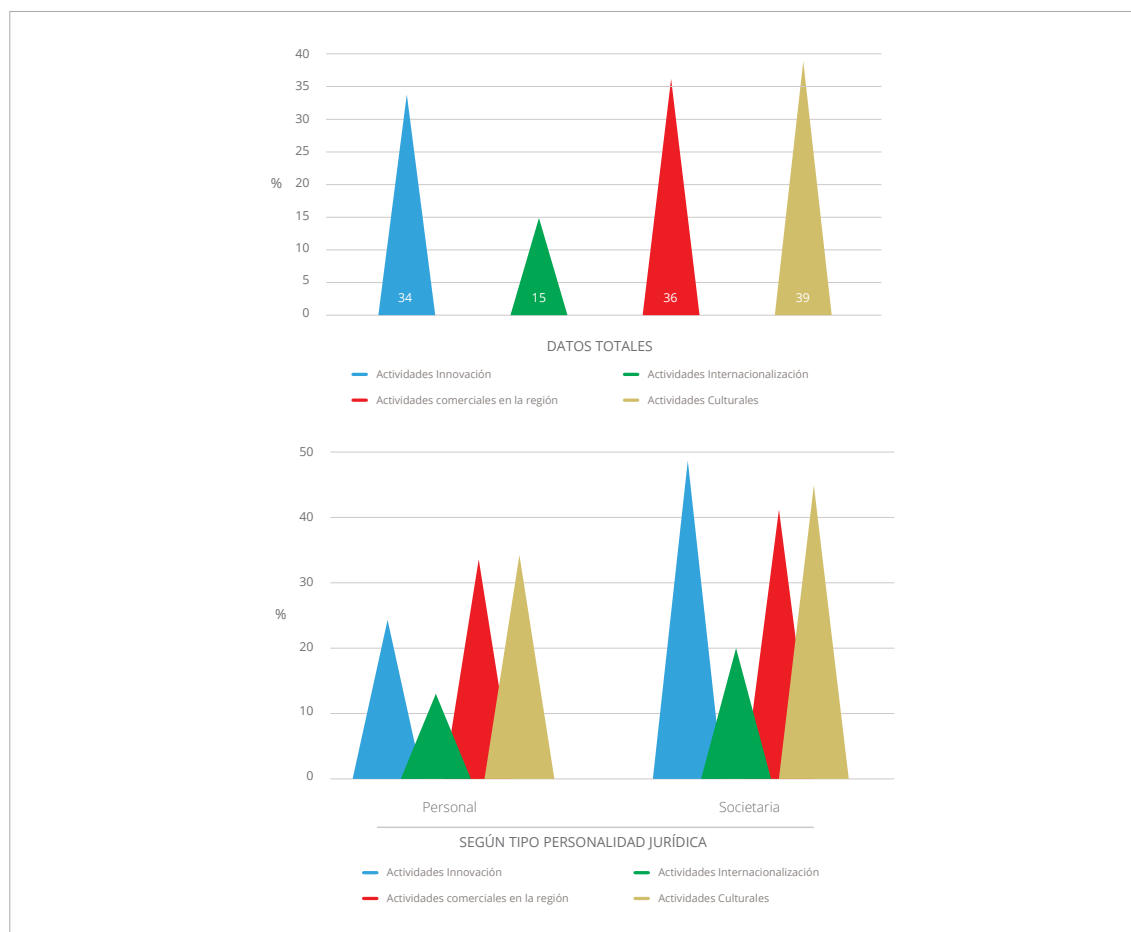 40
35
30
25
% 20
15
10
5
0
34 15 36 39
DATOS TOTALES
Actividades Innovación Actividades Internacionalización
Actividades comerciales en la región Actividades Culturales
50
40
30
%
20
10
0
Personal Societaria
SEGÚN TIPO PERSONALIDAD JURÍDICA
Actividades Innovación Actividades Internacionalización
Actividades comerciales en la región Actividades Culturales